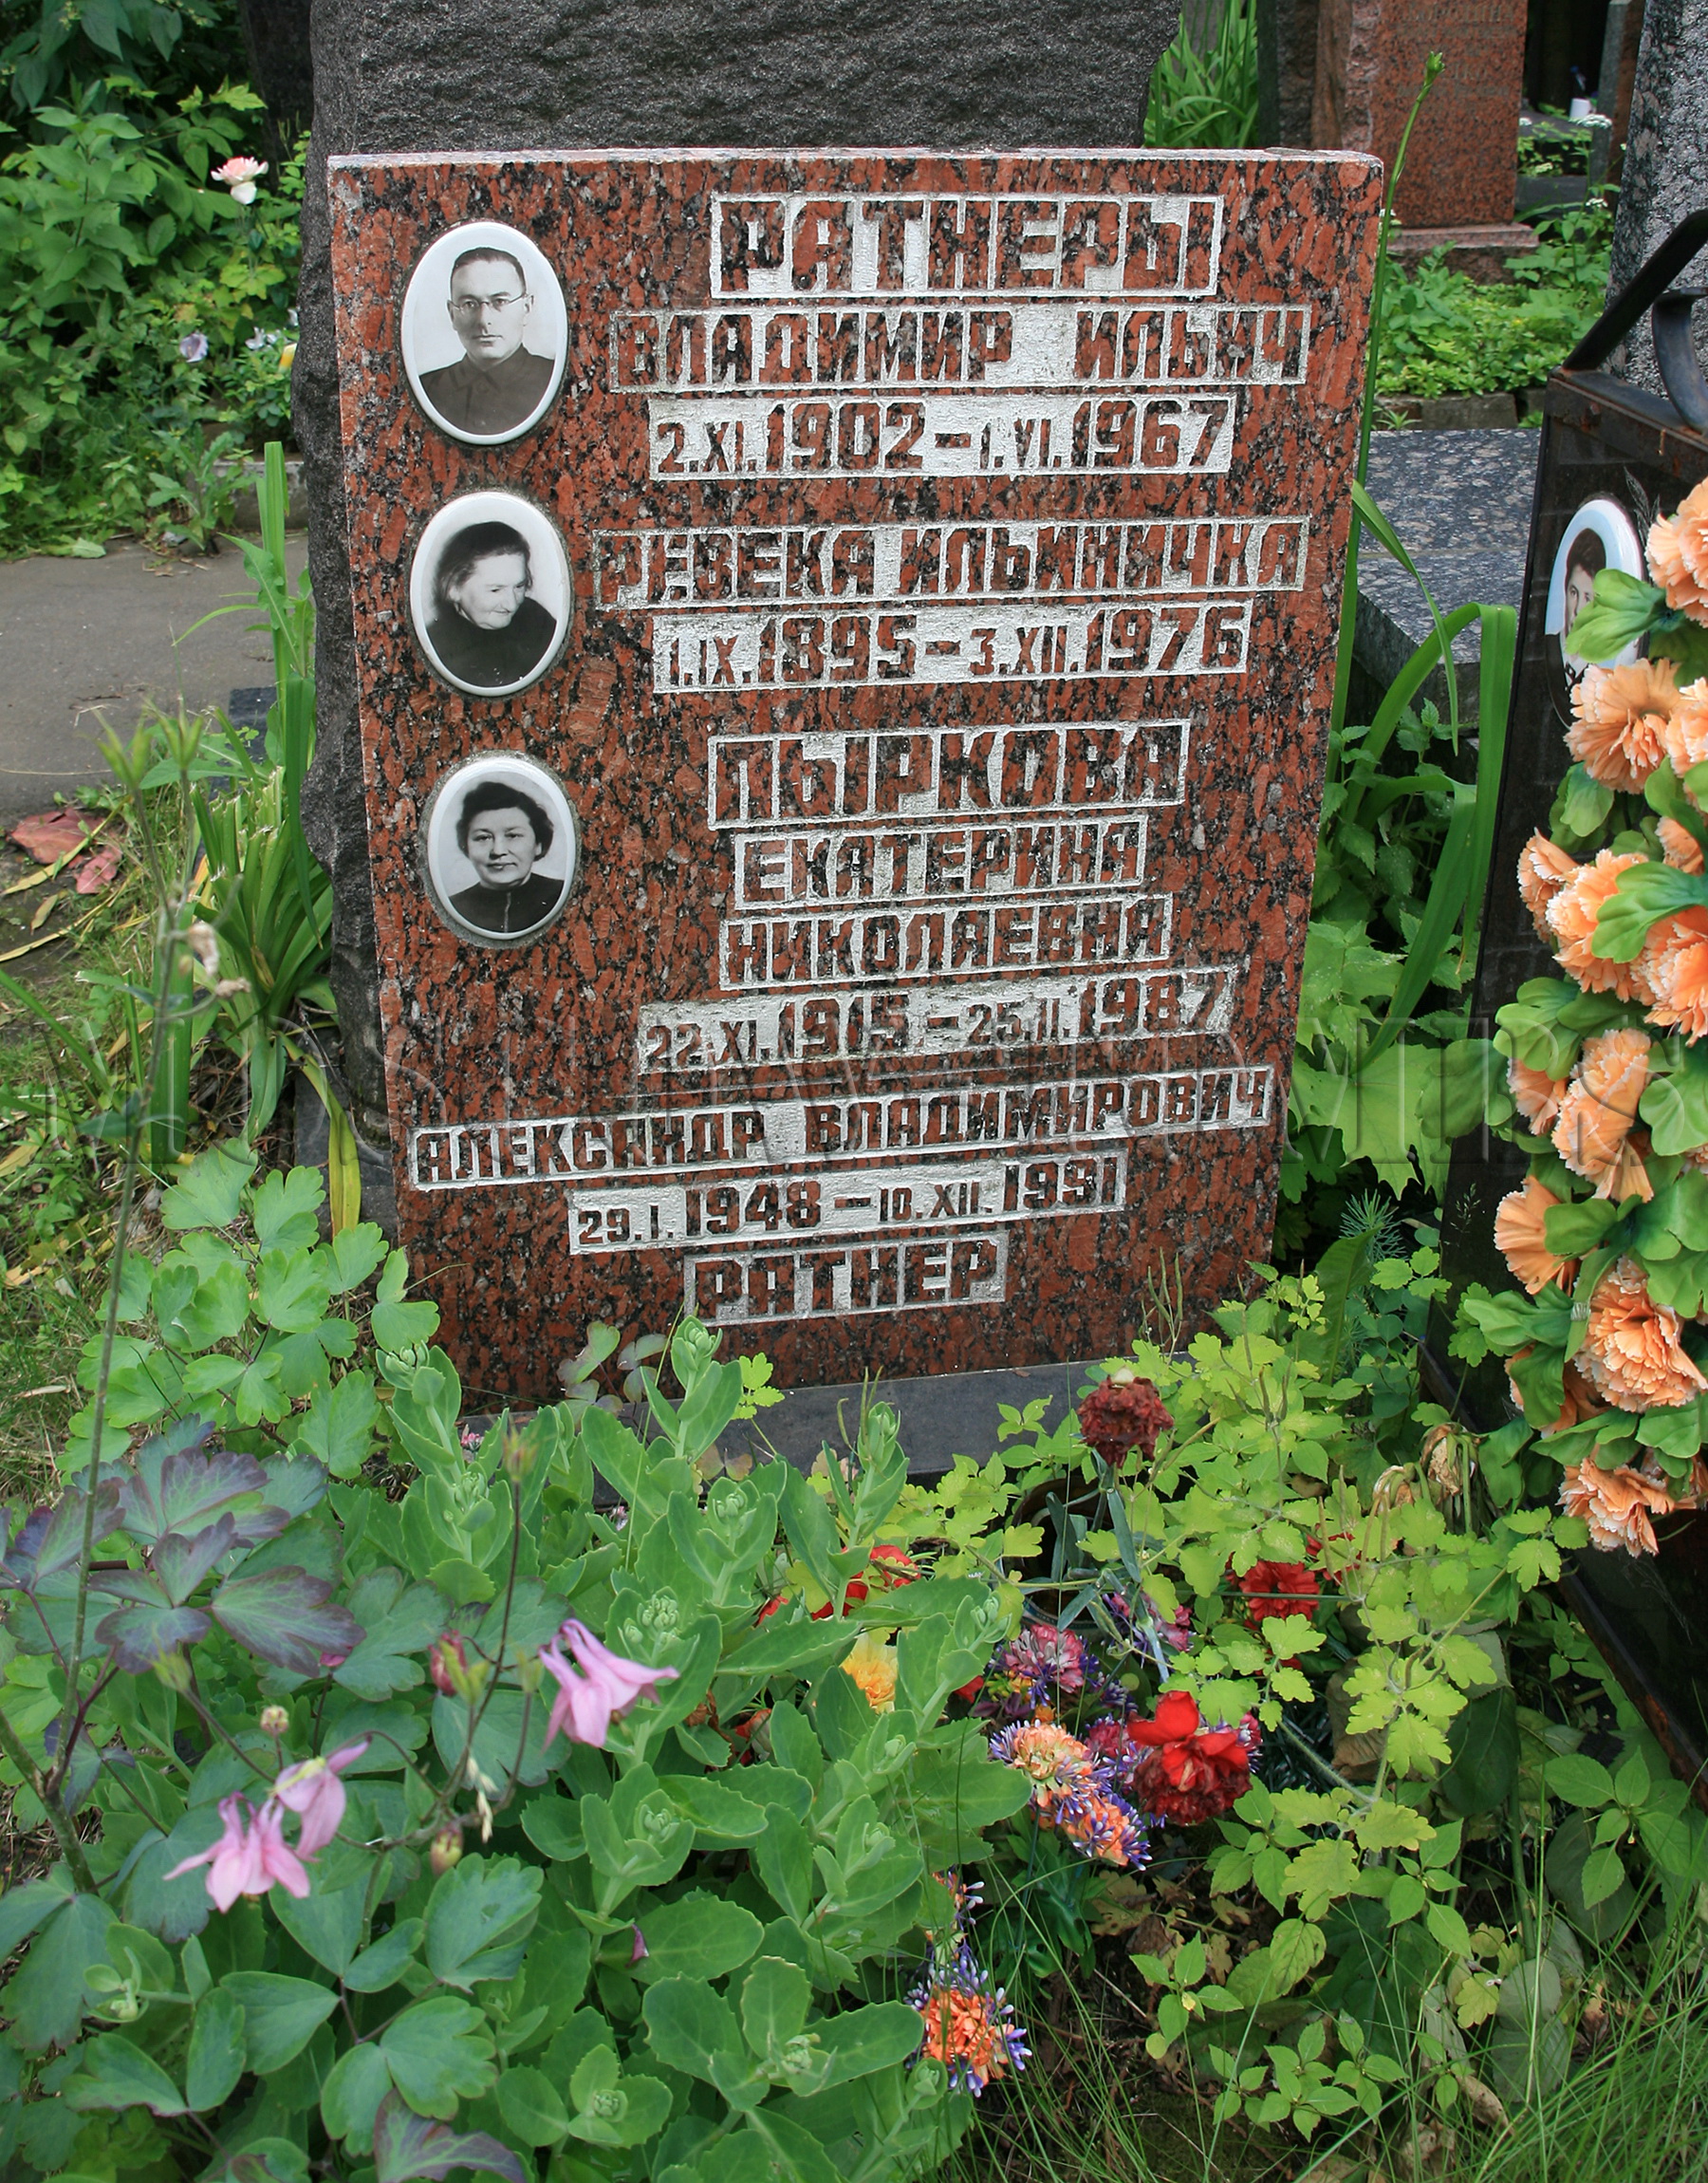 РАТНЕРЫ
ВЛАДИМИР ИЛЬИЧ
2.XI.1902-1.VI.1967
РЕВЕКА ИЛЬИНИЧКА
1.IX.1895-3.XII.1976
ПЫРКОВА
ЕКАТЕРИНА
НИКОЛАЕВНА
22.XI.1915.-25.II.1987
АЛЕКСАНДР ВЛАДИМИРОВИЧ
29.I.1948-10.XII.1991
РАТНЕР